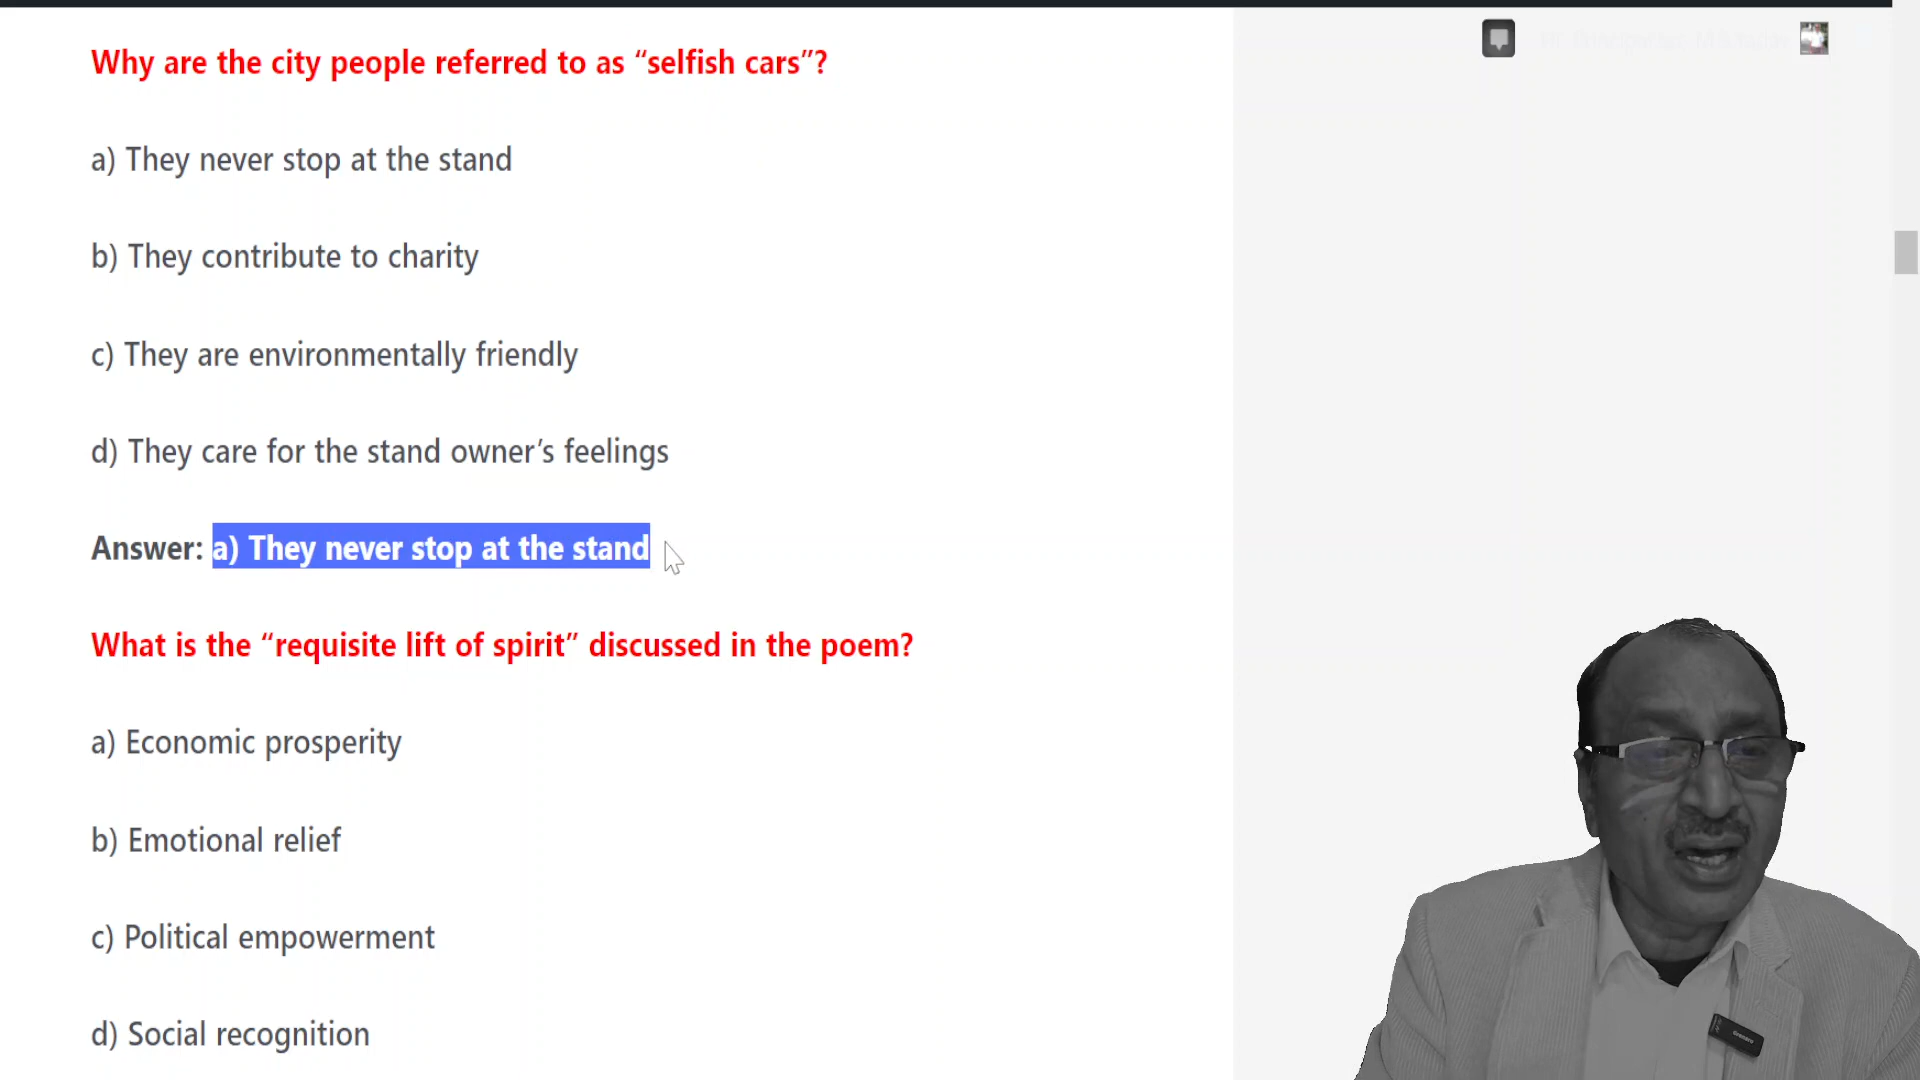 Why are the city people referred to as “selfish cars”?
a) They never stop at the stand
b) They contribute to charity
c) They are environmentally friendly
d) They care for the stand owner’s feelings
Answer: a) They never stop at the stand
What is the “requisite lift of spirit” discussed in the poem?
a) Economic prosperity
b) Emotional relief
c) Political empowerment
d) Social recognition